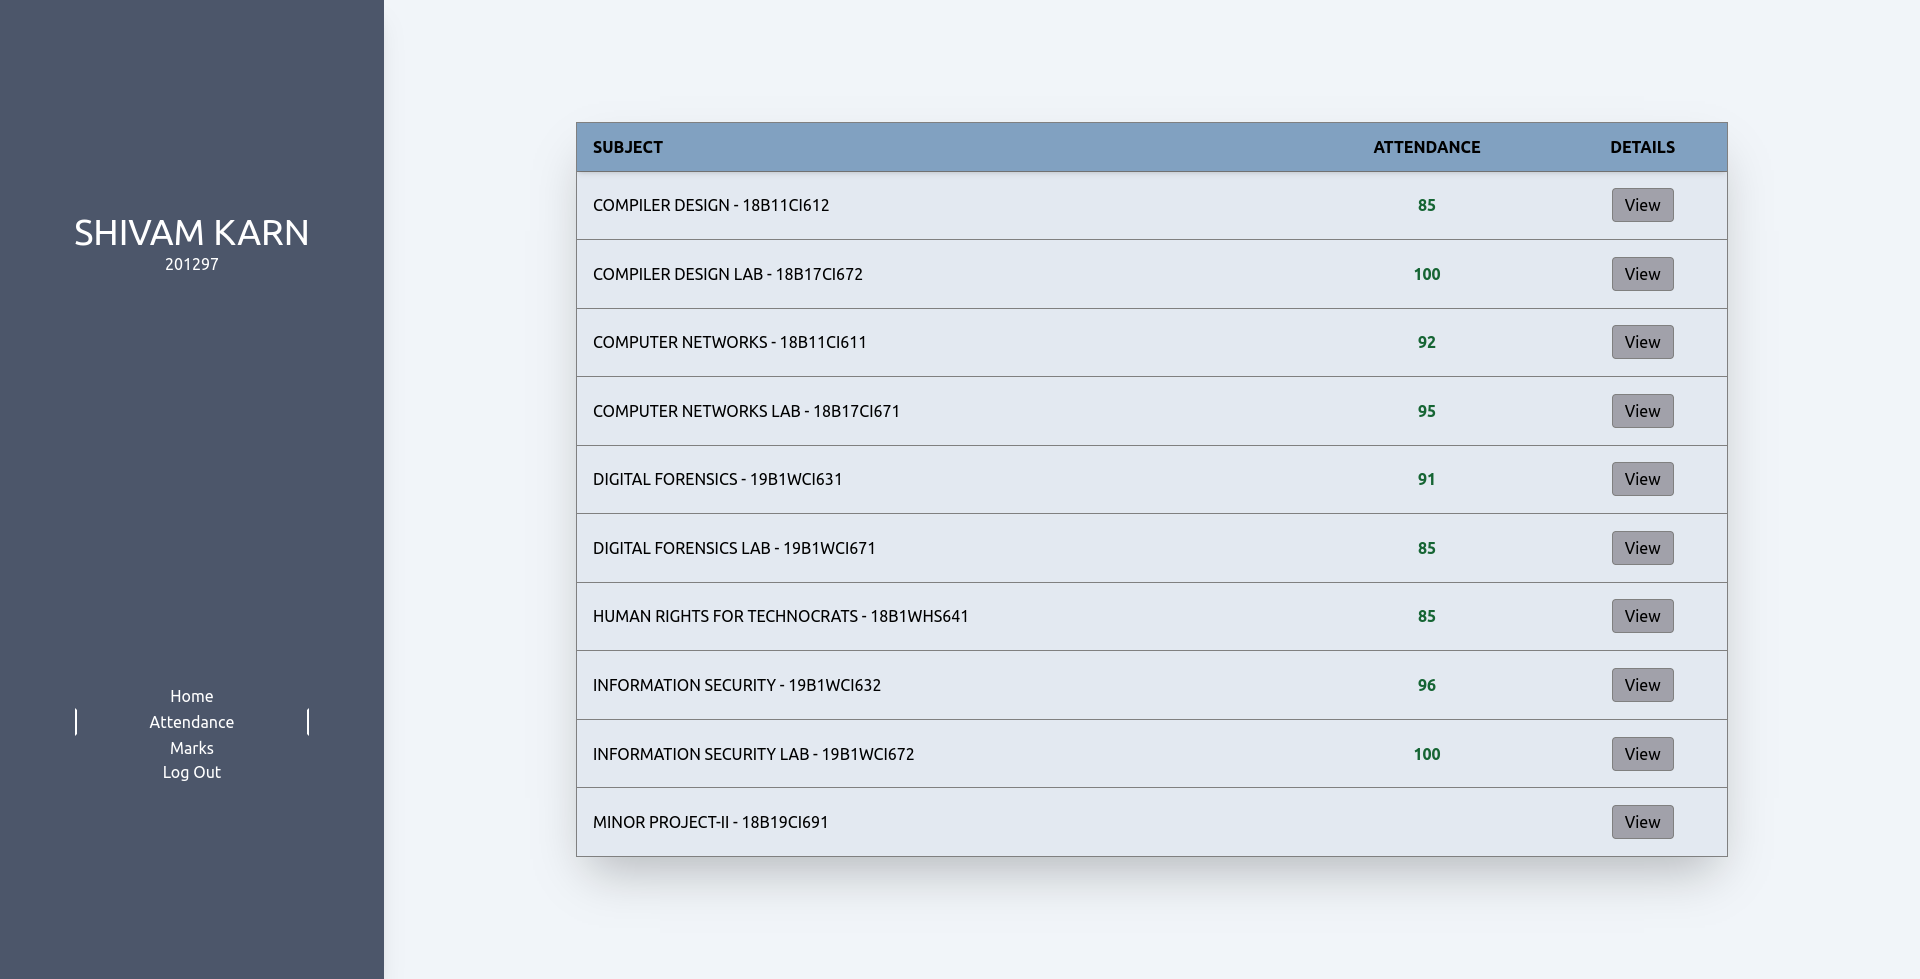 SHIVAM KARN
201297
Home
Attendance
Marks
Log Out
SUBJECT ATTENDANCE DETAILS
COMPILER DESIGN - 18B11CI612 85 View
COMPILER DESIGN LAB - 18B17CI672 100 View
COMPUTER NETWORKS - 18B11CI611 92 View
COMPUTER NETWORKS LAB - 18B17CI671 95 View
DIGITAL FORENSICS - 19B1WCI631 91 View
DIGITAL FORENSICS LAB - 19B1WCI671 85 View
HUMAN RIGHTS FOR TECHNOCRATS - 18B1WHS641 85 View
INFORMATION SECURITY - 19B1WCI632 96 View
INFORMATION SECURITY LAB - 19B1WCI672 100 View
MINOR PROJECT-II - 18B19CI691 View